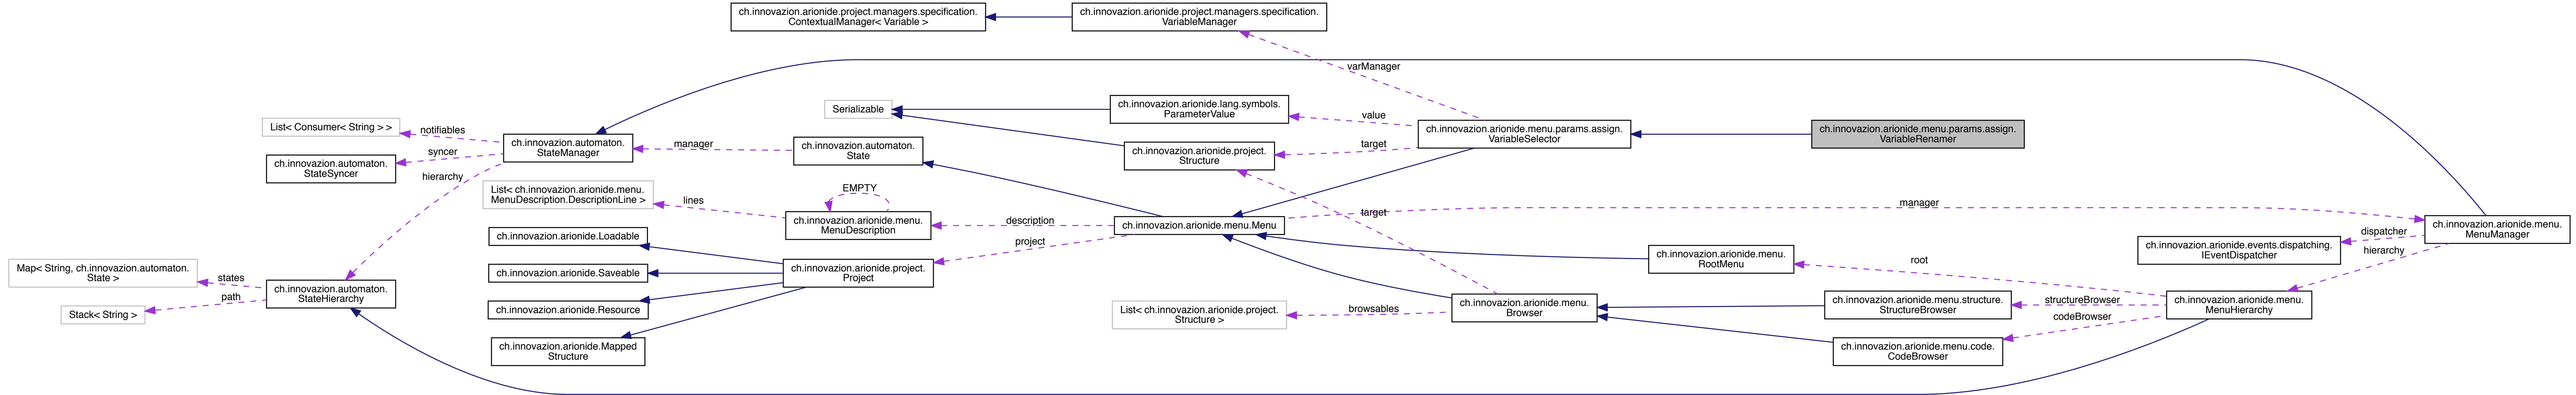 ch.innovazion.arionide.project.managers.specification.
ContextualManager< Variable >
ch.innovazion.arionide.project.managers.specification.
VariableManager
varManager
Serializable
ch.innovazion.arionide.lang.symbols.
ParameterValue
value
ch.innovazion.arionide.menu.params.assign.
VariableSelector
ch.innovazion.arionide.menu.params.assign.
VariableRenamer
List< Consumer< String > >
notifiables
ch.innovazion.automaton.
StateManager
manager
ch.innovazion.automaton.
State
ch.innovazion.arionide.project.
Structure
target
ch.innovazion.automaton.
StateSyncer
syncer
hierarchy
List< ch.innovazion.arionide.menu.
MenuDescription.DescriptionLine >
lines
EMPTY
ch.innovazion.arionide.menu.
MenuDescription
description
ch.innovazion.arionide.menu.Menu
target
manager
ch.innovazion.arionide.menu.
MenuManager
dispatcher
ch.innovazion.arionide.events.dispatching.
IEventDispatcher
hierarchy
ch.innovazion.arionide.Loadable
project
ch.innovazion.arionide.menu.
RootMenu
root
Map< String, ch.innovazion.automaton.
State >
states
ch.innovazion.automaton.
StateHierarchy
path
Stack< String >
ch.innovazion.arionide.Saveable
ch.innovazion.arionide.project.
Project
ch.innovazion.arionide.Resource
List< ch.innovazion.arionide.project.
Structure >
browsables
ch.innovazion.arionide.menu.
Browser
ch.innovazion.arionide.menu.structure.
StructureBrowser
structureBrowser
ch.innovazion.arionide.menu.
MenuHierarchy
codeBrowser
ch.innovazion.arionide.Mapped
Structure
ch.innovazion.arionide.menu.code.
CodeBrowser